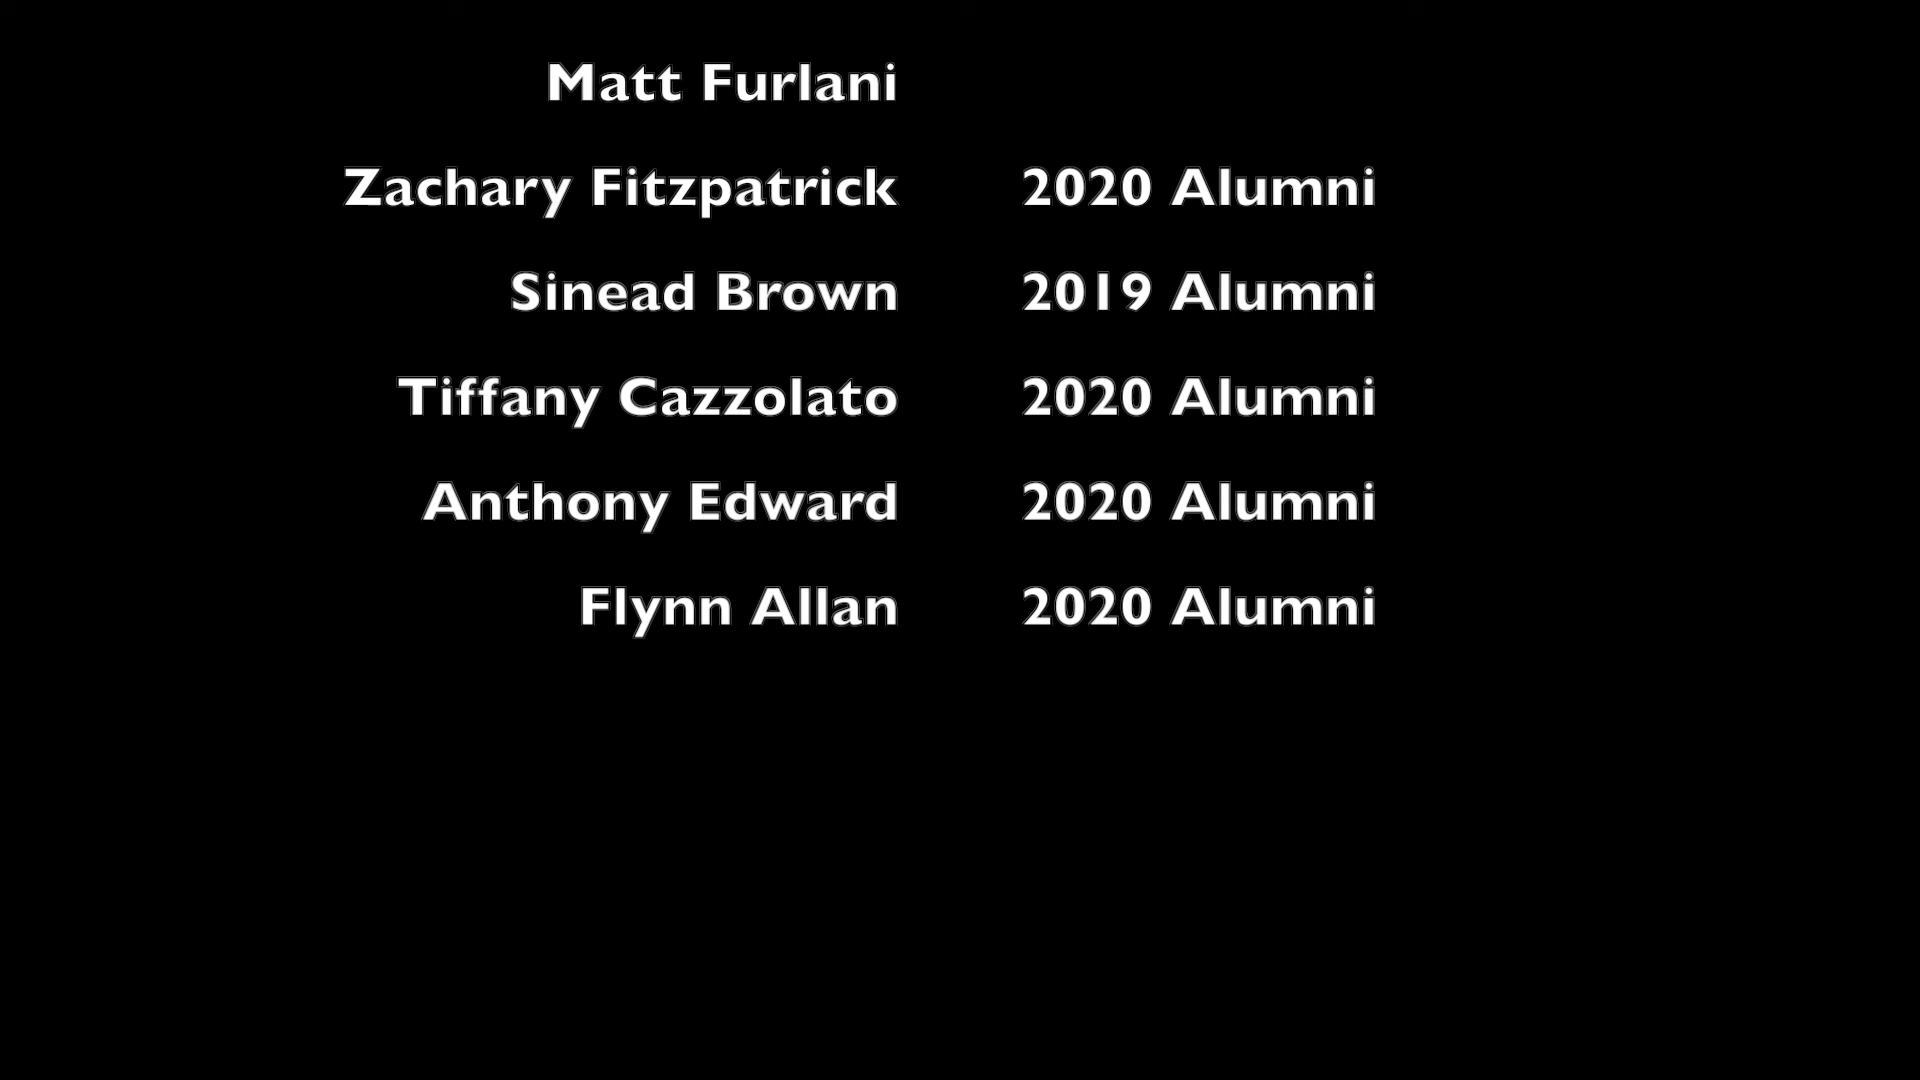 Matt Furlani
Zachary Fitzpatrick 2020 Alumni
Sinead Brown 2019 Alumni
Tiffany Cazzolato 2020 Alumni
Anthony Edward 2020 Alumni
Flynn Allan 2020 Alumni